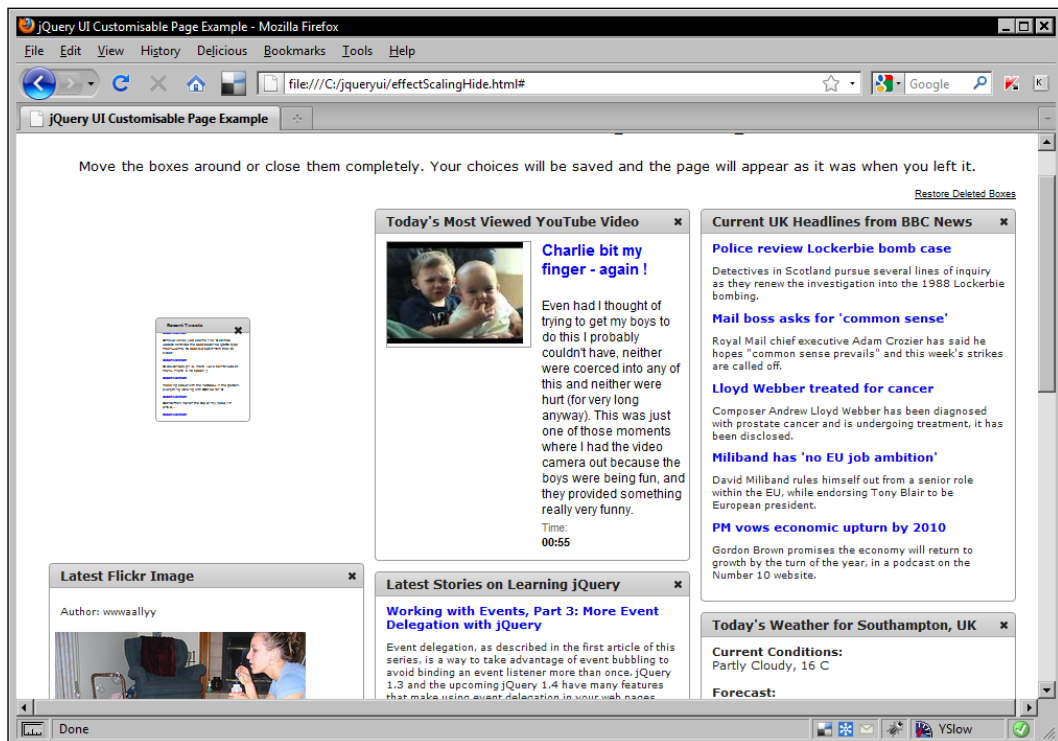 jQuery UI Customisable Page Example - Mozilla Firefox
File Edit View History Delicious Bookmarks Tools Help
file:///C:/jqueryui/effectScalingHide.html#
Google
K
jQuery UI Customisable Page Example
Move the boxes around or close them completely. Your choices will be saved and the page will appear as it was when you left it.
Restore Deleted Boxes
Recent Tweets
Today's Most Viewed YouTube Video
Charlie bit my
finger - again !
Even had I thought of
trying to get my boys to
do this I probably
couldn't have, neither
were coerced into any of
this and neither were
hurt (for very long
anyway). This was just
one of those moments
where I had the video
camera out because the
boys were being fun, and
they provided something
really very funny.
Time:
00:55
Current UK Headlines from BBC News
Police review Lockerbie bomb case
Detectives in Scotland pursue several lines of inquiry
as they renew the investigation into the 1988 Lockerbie
bombing.
Mail boss asks for 'common sense'
Royal Mail chief executive Adam Crozier has said he
hopes "common sense prevails" and this week's strikes
are called off.
Lloyd Webber treated for cancer
Composer Andrew Lloyd Webber has been diagnosed
with prostate cancer and is undergoing treatment, it has
been disclosed.
Miliband has 'no EU job ambition'
David Miliband rules himself out from a senior role
within the EU, while endorsing Tony Blair to be
European president.
PM vows economic upturn by 2010
Gordon Brown promises the economy will return to
growth by the turn of the year, in a podcast on the
Number 10 website.
Latest Flickr Image
Author: wwwaallyy
Latest Stories on Learning jQuery
Working with Events, Part 3: More Event
Delegation with jQuery
Event delegation, as described in the first article of this
series, is a way to take advantage of event bubbling to
avoid binding an event listener more than once. jQuery
1.3 and the upcoming jQuery 1.4 have many features
that make using event delegation in your web pages
Today's Weather for Southampton, UK
Current Conditions:
Partly Cloudy, 16 C
Forecast:
Done
YSlow